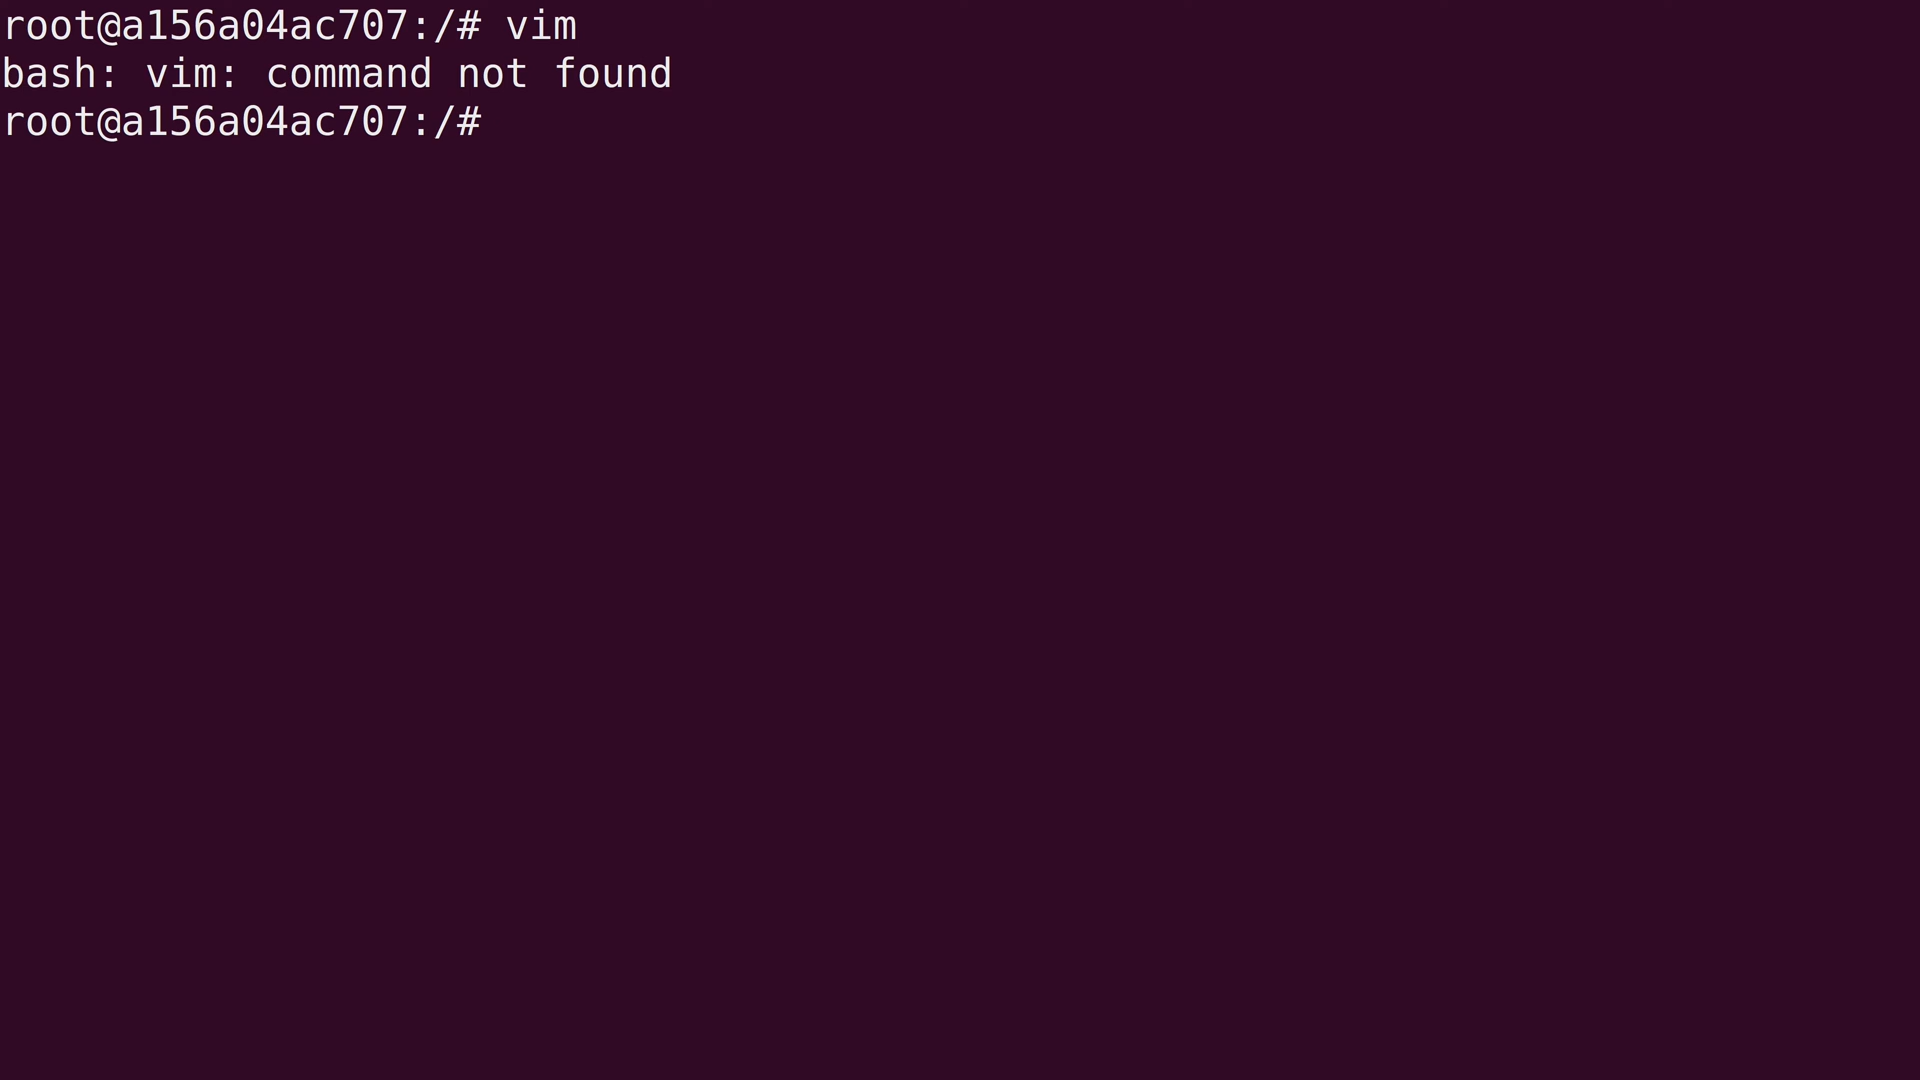 root@a156a04ac707:/# vim
bash: vim: command not found
root@a156a04ac707:/#